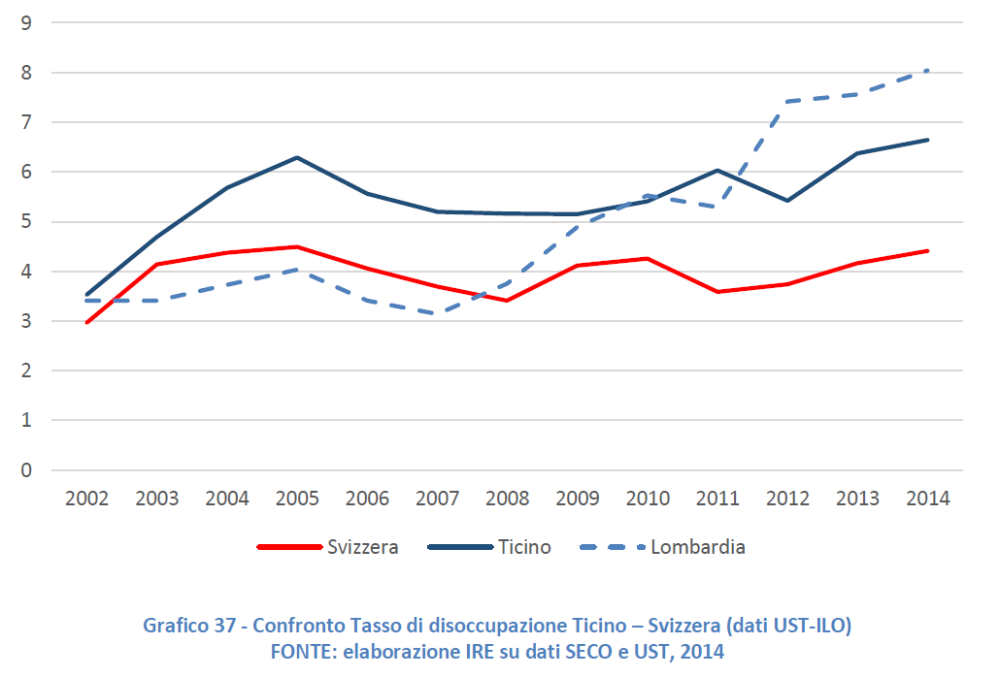 9
8
7
6
5
4
3
2
1
0
2002 2003 2004 2005 2006 2007 2008 2009 2010 2011 2012 2013 2014
Svizzera Ticino Lombardia
Grafico 37 - Confronto Tasso di disoccupazione Ticino – Svizzera (dati UST-ILO)
FONTE: elaborazione IRE su dati SECO e UST, 2014